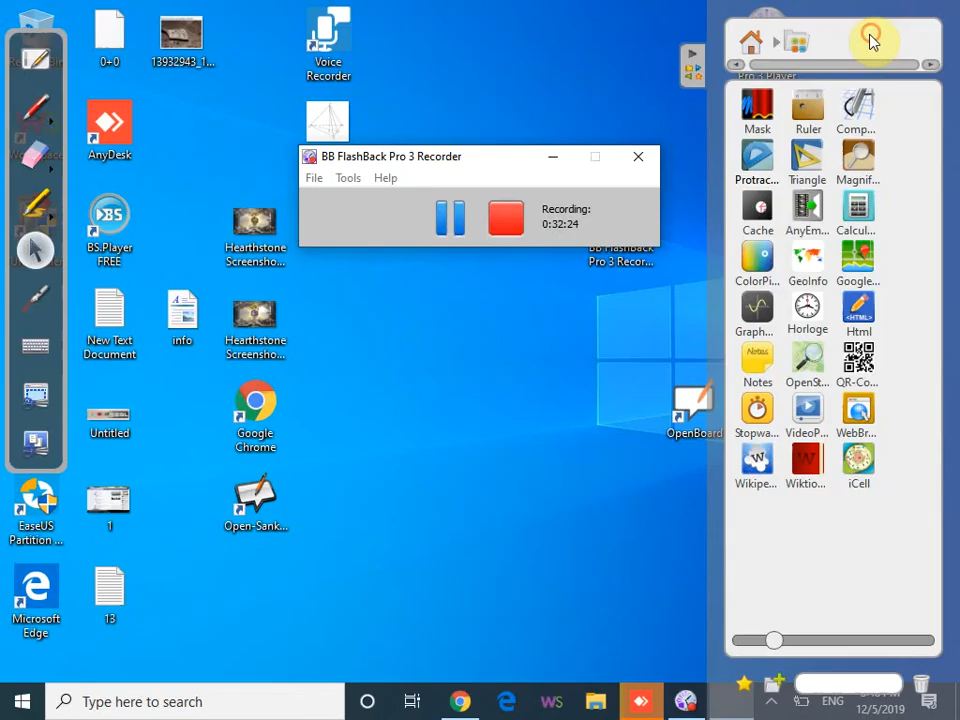 0+0
13932943_1...
Voice
Recorder
AnyDesk
BS.Player
FREE
Hearthstone
Screensho...
New Text
Document
info
Hearthstone
Screensho...
Untitled
Google
Chrome
EaseUS
Partition ...
1
Open-Sank...
Microsoft
Edge
13
BB FlashBack Pro 3 Recorder
File Tools Help
Recording:
0:32:24
BB FlashBack
Pro 3 Recor...
OpenBoard
Pro 3 Player
Mask Ruler Comp...
Protrac... Triangle Magnif...
Cache AnyEm... Calcul...
ColorPi... GeoInfo Google...
Graph... Horloge Html
<HTML>
Notes
Notes OpenSt... QR-Co...
Stopwa... VideoP... WebBr...
Wikipe... Wiktio... iCell
Type here to search
ENG
12/5/2019